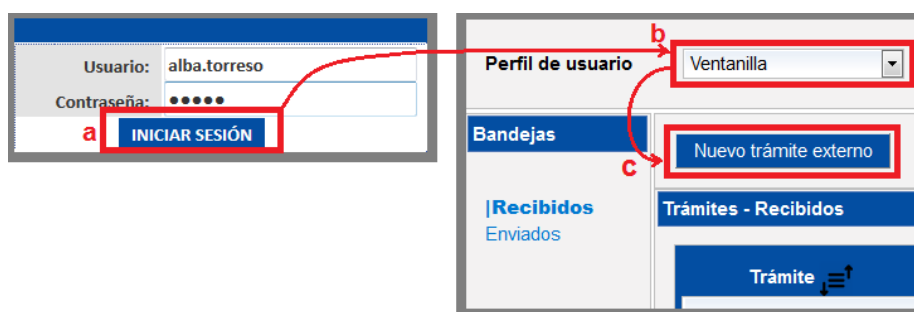 Usuario: alba.torreso
Contraseña: •••••
a INICIAR SESIÓN
b
Perfil de usuario Ventanilla
Bandejas
c Nuevo trámite externo
|Recibidos
Enviados
Trámites - Recibidos
Trámite